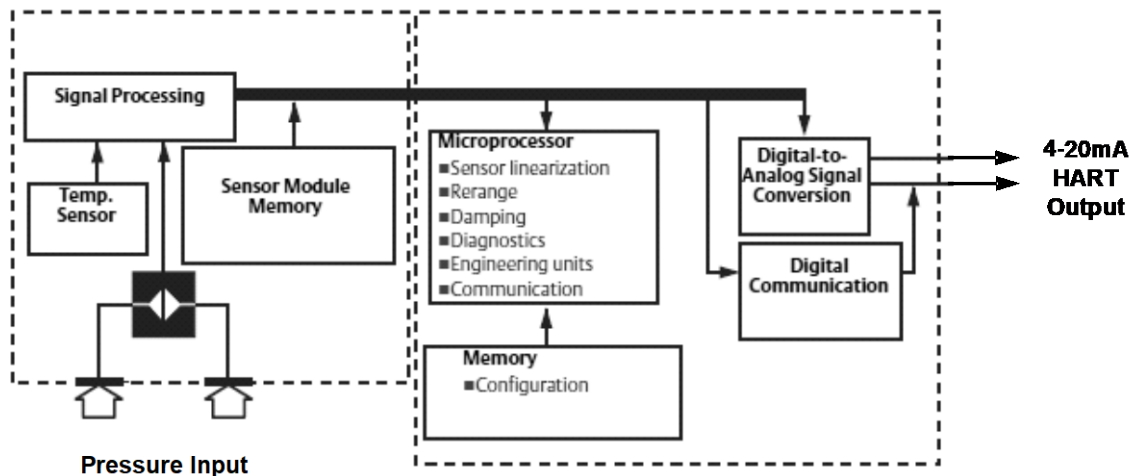 Signal Processing
Temp.
Sensor
Sensor Module
Memory
Pressure Input
Microprocessor
■Sensor linearization
■Rerange
■Damping
■Diagnostics
■Engineering units
■Communication
Memory
■Configuration
Digital-to-
Analog Signal
Conversion
Digital
Communication
4-20mA
HART
Output